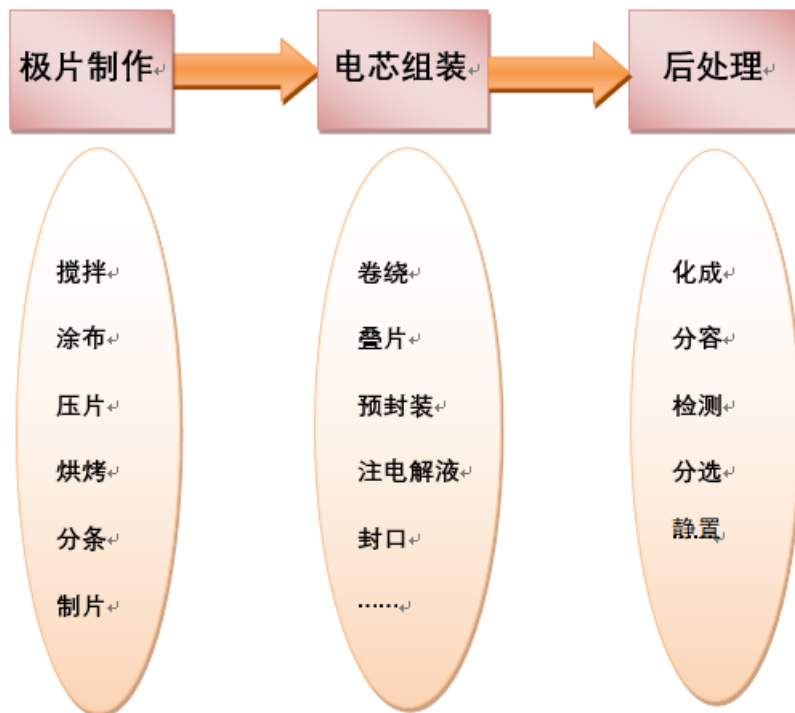 极片制作
电芯组装
后处理
搅拌
涂布
压片
烘烤
分条
制片
卷绕
叠片
预封装
注电解液
封口
……
化成
分容
检测
分选
静置